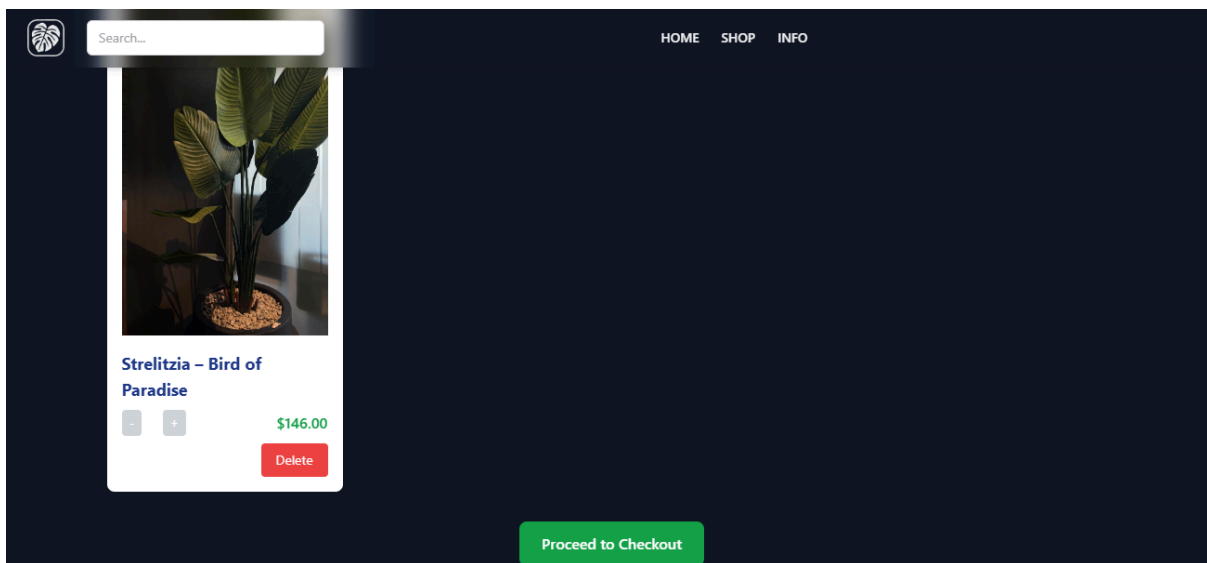 Search...
HOME SHOP INFO
Strelitzia – Bird of
Paradise
- + $146.00
Delete
Proceed to Checkout